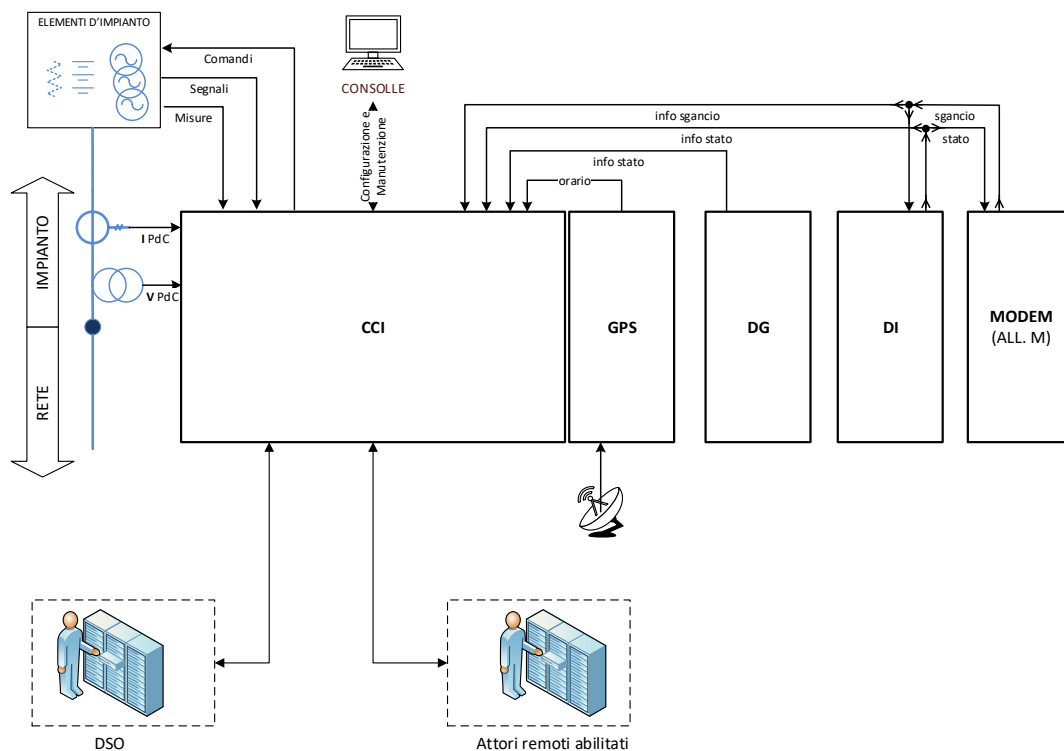 ELEMENTI D'IMPIANTO
Comandi
Segnali
Misure
CONSOLLE
Configurazione e
Manutenzione
info sgancio
sgancio
info stato
stato
info stato
orario
IMPIANTO
RETE
I PdC
V PdC
CCI
GPS
DG
DI
MODEM
(ALL. M)
DSO
Attori remoti abilitati